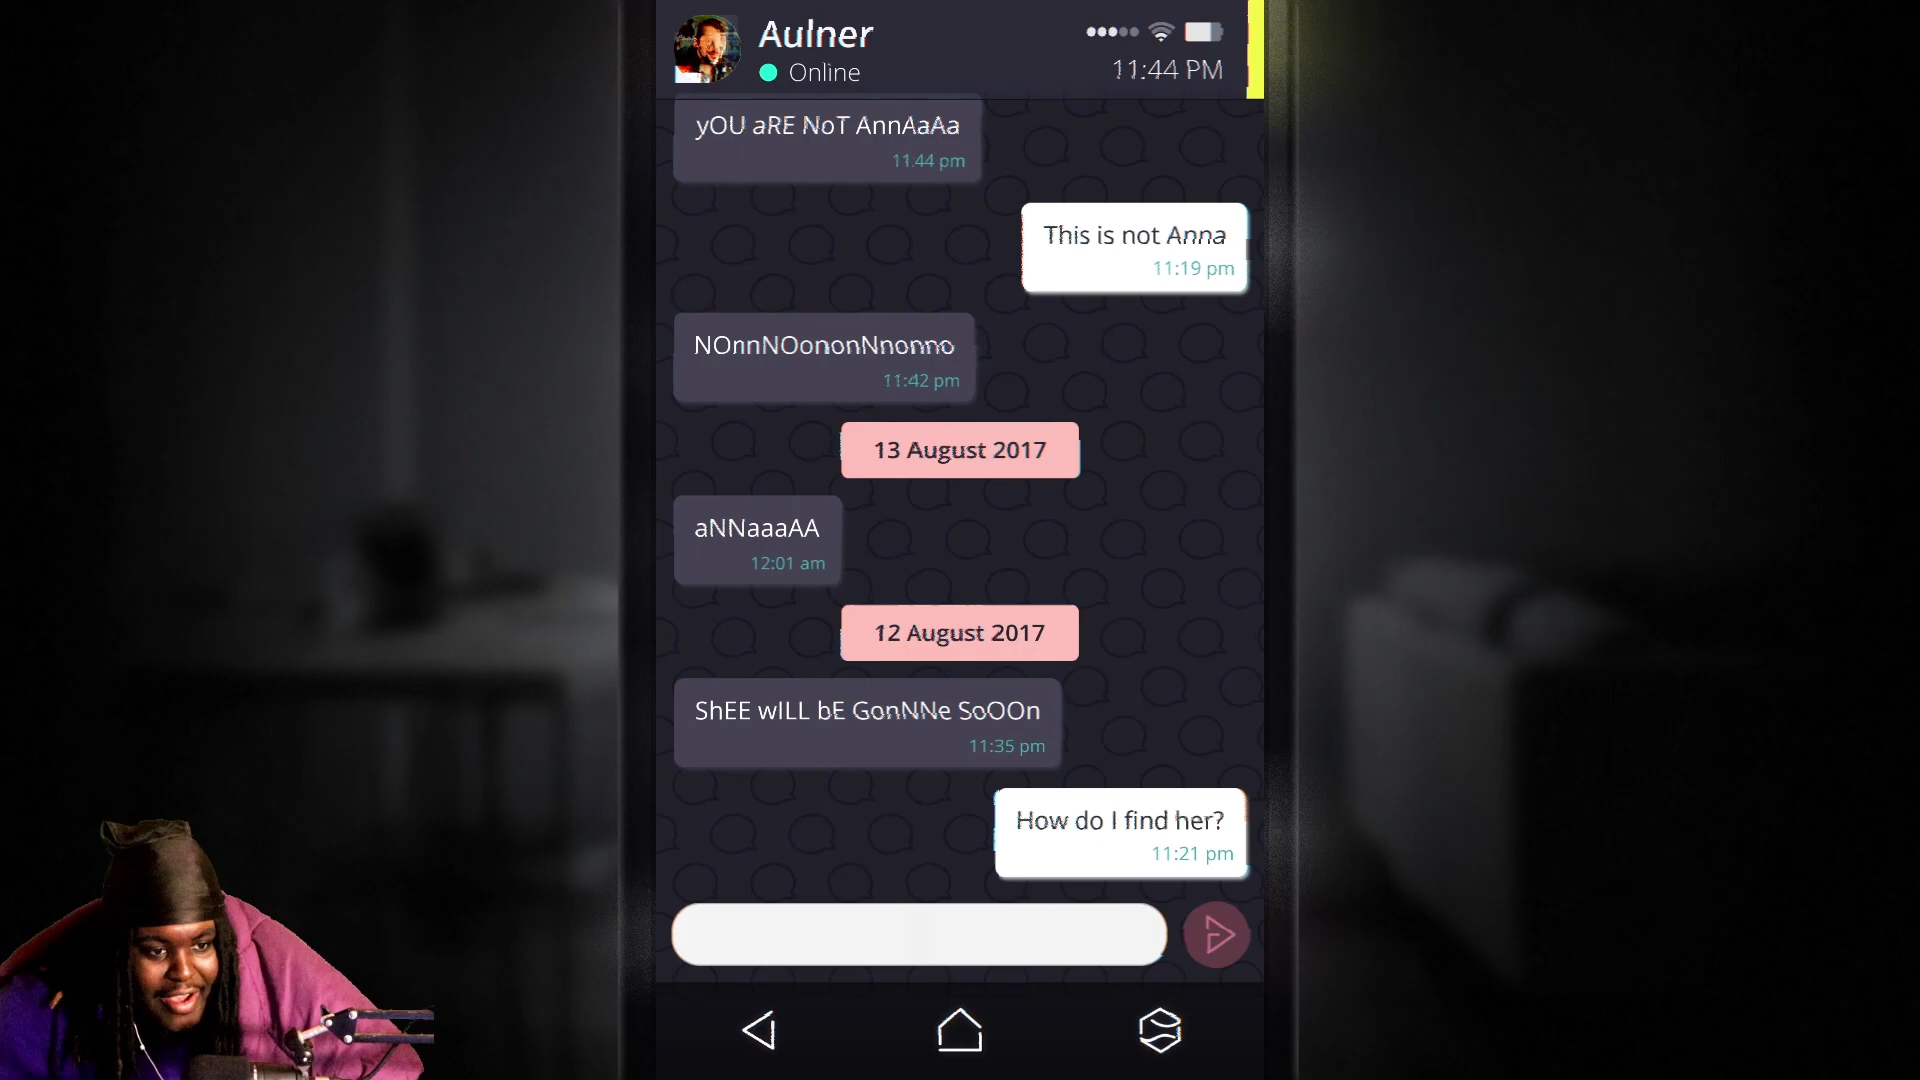 Aulner
Online
11:44 PM
yOU aRE NoT AnnAaAa
11:44 pm
This is not Anna
11:19 pm
NOnnNOononNnonno
11:42 pm
13 August 2017
aNNaaaAA
12:01 am
12 August 2017
ShEE wILL bE GonNNe SoOOn
11:35 pm
How do I find her?
11:21 pm